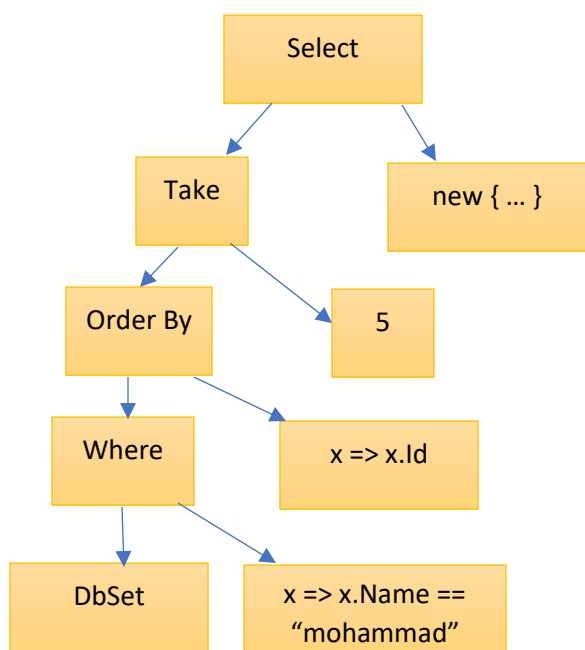 Select
Take
new { … }
Order By
5
Where
x => x.Id
DbSet
x => x.Name ==
“mohammad”